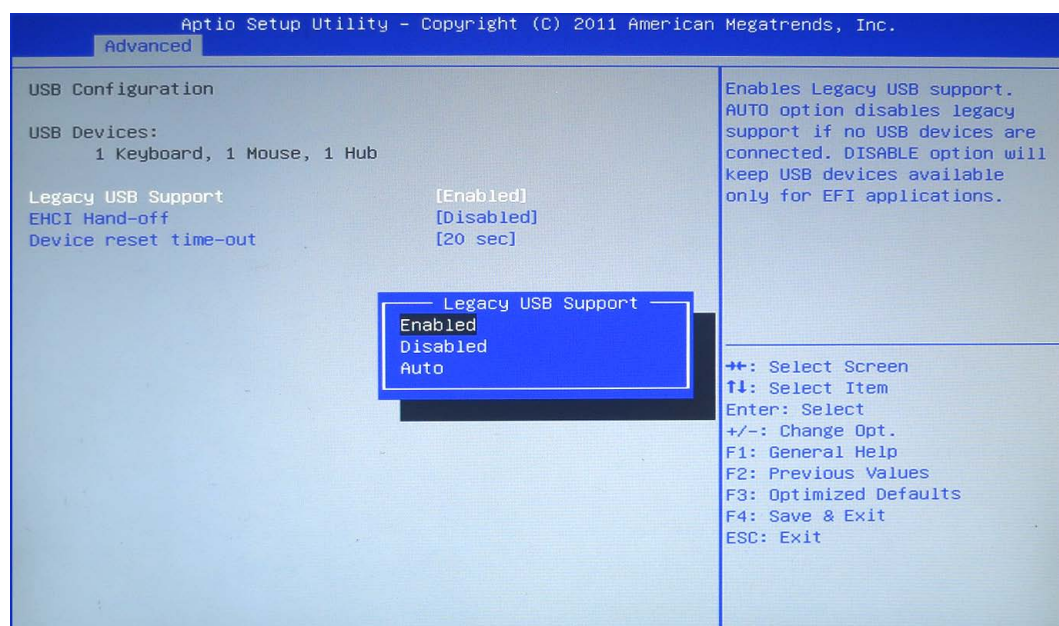 Aptio Setup Utility – Copyright (C) 2011 American Megatrends, Inc.
Advanced
USB Configuration
USB Devices:
1 Keyboard, 1 Mouse, 1 Hub
Legacy USB Support [Enabled]
EHCI Hand-off [Disabled]
Device reset time-out [20 sec]
Legacy USB Support
Enabled
Disabled
Auto
Enables Legacy USB support.
AUTO option disables legacy
support if no USB devices are
connected. DISABLE option will
keep USB devices available
only for EFI applications.
→←: Select Screen
↑↓: Select Item
Enter: Select
+/-: Change Opt.
F1: General Help
F2: Previous Values
F3: Optimized Defaults
F4: Save & Exit
ESC: Exit